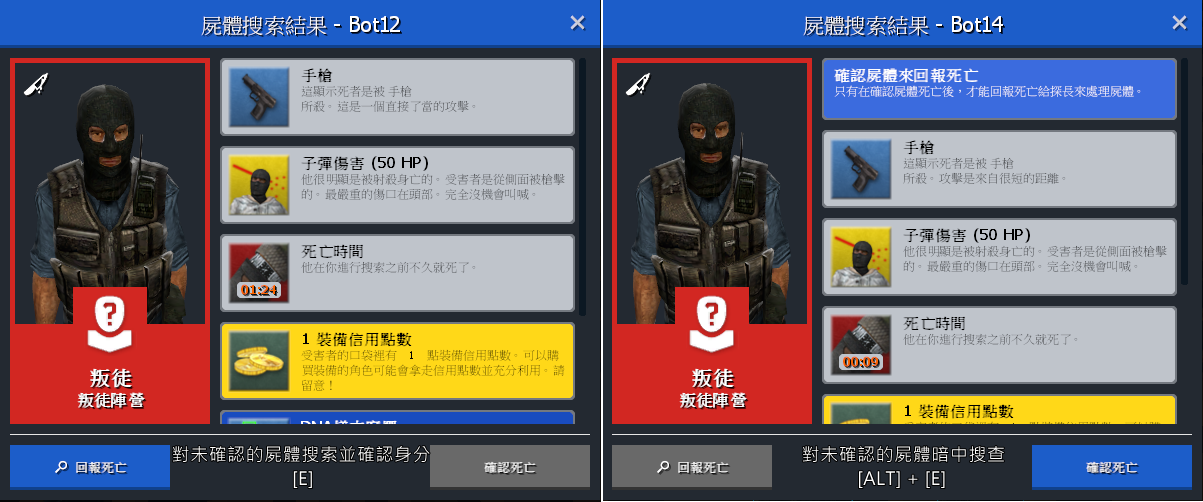 屍體搜索結果 - Bot12
手槍
這顯示死者是被 手槍
所殺。這是一個直接了當的攻擊。
子彈傷害 (50 HP)
他很明顯是被射殺身亡的。受害者是從側面被槍擊
的。最嚴重的傷口在頭部。完全沒機會叫喊。
死亡時間
他在你進行搜索之前不久就死了。
01:24
1 裝備信用點數
受害者的口袋裡有 1 點裝備信用點數。可以購
買裝備的角色可能會拿走信用點數並充分利用。請
留意！
叛徒
叛徒陣營
回報死亡
對未確認的屍體搜索並確認身分
[E]
確認死亡
屍體搜索結果 - Bot14
確認屍體來回報死亡
只有在確認屍體死亡後，才能回報死亡給探長來處理屍體。
手槍
這顯示死者是被 手槍
所殺。攻擊是來自很短的距離。
子彈傷害 (50 HP)
他很明顯是被射殺身亡的。受害者是從側面被槍擊
的。最嚴重的傷口在頭部。完全沒機會叫喊。
死亡時間
他在你進行搜索之前不久就死了。
00:09
1 裝備信用點數
叛徒
叛徒陣營
回報死亡
對未確認的屍體暗中搜查
[ALT] + [E]
確認死亡